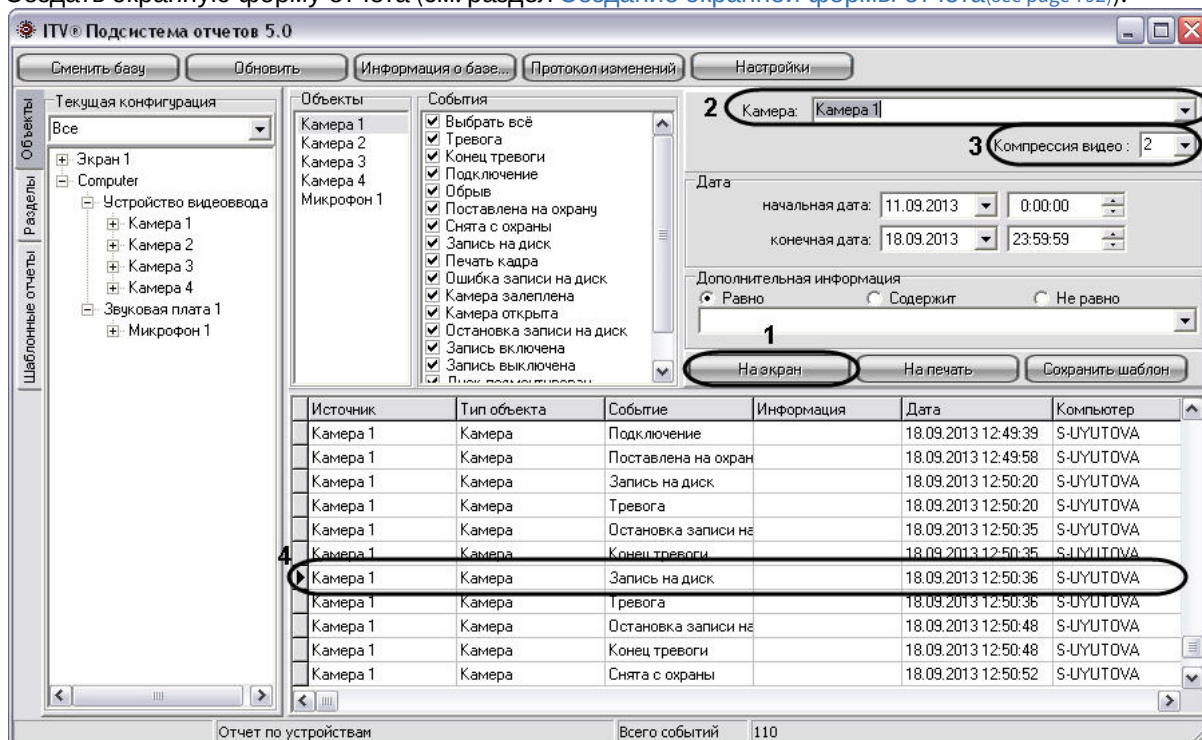 Создать экранную форму отчета (см. раздел Создание экранной формы отчета(see page 192)).
ITV® Подсистема отчетов 5.0
Сменить базу Обновить Информация о базе... Протокол изменений Настройки
Объекты
Разделы
Шаблонные отчеты
Текущая конфигурация
Все
Экран 1
Computer
Устройство видеоввода
Камера 1
Камера 2
Камера 3
Камера 4
Звуковая плата 1
Микрофон 1
Объекты
Камера 1
Камера 2
Камера 3
Камера 4
Микрофон 1
События
Выбрать всё
Тревога
Конец тревоги
Подключение
Обрыв
Поставлена на охрану
Снята с охраны
Запись на диск
Печать кадра
Ошибка записи на диск
Камера залеплена
Камера открыта
Остановка записи на диск
Запись включена
Запись выключена
2 Камера: Камера 1
3 Компрессия видео : 2
Дата
начальная дата: 11.09.2013 0:00:00
конечная дата: 18.09.2013 23:59:59
Дополнительная информация
Равно Содержит Не равно
1
На экран На печать Сохранить шаблон
Источник Тип объекта Событие Информация Дата Компьютер
Камера 1 Камера Подключение 18.09.2013 12:49:39 S-UYUTOVA
Камера 1 Камера Поставлена на охран 18.09.2013 12:49:58 S-UYUTOVA
Камера 1 Камера Запись на диск 18.09.2013 12:50:20 S-UYUTOVA
Камера 1 Камера Тревога 18.09.2013 12:50:20 S-UYUTOVA
Камера 1 Камера Остановка записи на 18.09.2013 12:50:35 S-UYUTOVA
Камера 1 Камера Конец тревоги 18.09.2013 12:50:35 S-UYUTOVA
4 Камера 1 Камера Запись на диск 18.09.2013 12:50:36 S-UYUTOVA
Камера 1 Камера Тревога 18.09.2013 12:50:36 S-UYUTOVA
Камера 1 Камера Остановка записи на 18.09.2013 12:50:48 S-UYUTOVA
Камера 1 Камера Конец тревоги 18.09.2013 12:50:48 S-UYUTOVA
Камера 1 Камера Снята с охраны 18.09.2013 12:50:52 S-UYUTOVA
Отчет по устройствам Всего событий 110